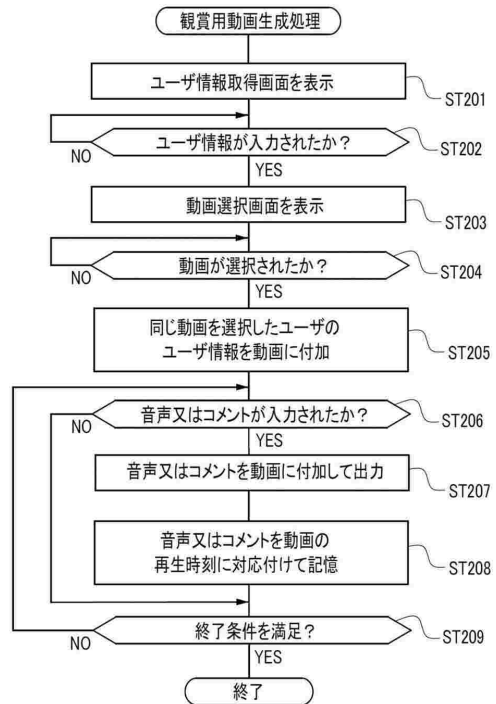 観賞用動画生成処理
ユーザ情報取得画面を表示
ST201
ユーザ情報が入力されたか？
ST202
NO
YES
動画選択画面を表示
ST203
動画が選択されたか？
ST204
NO
YES
同じ動画を選択したユーザの
ユーザ情報を動画に付加
ST205
音声又はコメントが入力されたか？
ST206
NO
YES
音声又はコメントを動画に付加して出力
ST207
音声又はコメントを動画の
再生時刻に対応付けて記憶
ST208
終了条件を満足？
ST209
NO
YES
終了